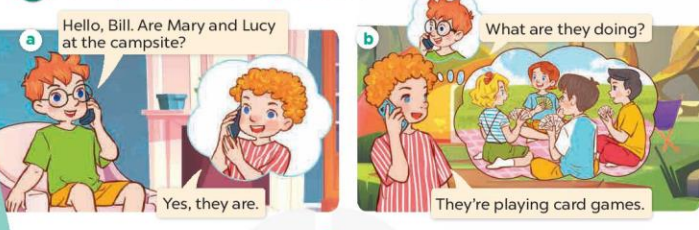 a
Hello, Bill. Are Mary and Lucy
at the campsite?
Yes, they are.
b
What are they doing?
They're playing card games.